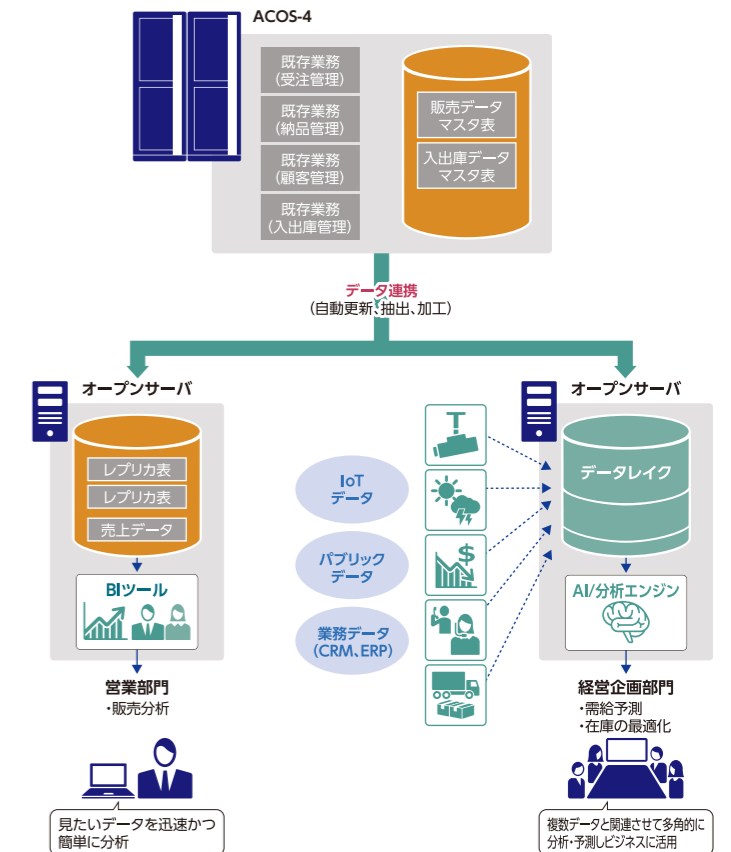 ACOS-4
既存業務
（受注管理）
既存業務
（納品管理）
既存業務
（顧客管理）
既存業務
（入出庫管理）
販売データ
マスタ表
入出庫データ
マスタ表
データ連携
（自動更新、抽出、加工）
オープンサーバ
レプリカ表
レプリカ表
売上データ
BIツール
営業部門
・販売分析
見たいデータを迅速かつ
簡単に分析
IoT
データ
パブリック
データ
業務データ
（CRM、ERP）
$
オープンサーバ
データレイク
AI/分析エンジン
経営企画部門
・需給予測
・在庫の最適化
複数データと関連させて多角的に
分析・予測しビジネスに活用